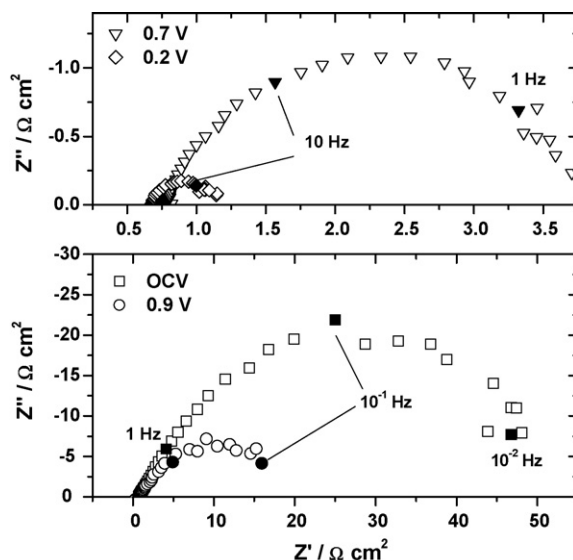 0.7 V
0.2 V
1 Hz
10 Hz
Z'' / Ω cm²
-1.0
-0.5
0.0
0.5 1.0 1.5 2.0 2.5 3.0 3.5
OCV
0.9 V
1 Hz
10⁻¹ Hz
10⁻² Hz
Z'' / Ω cm²
-30
-25
-20
-15
-10
-5
0
0 10 20 30 40 50
Z' / Ω cm²